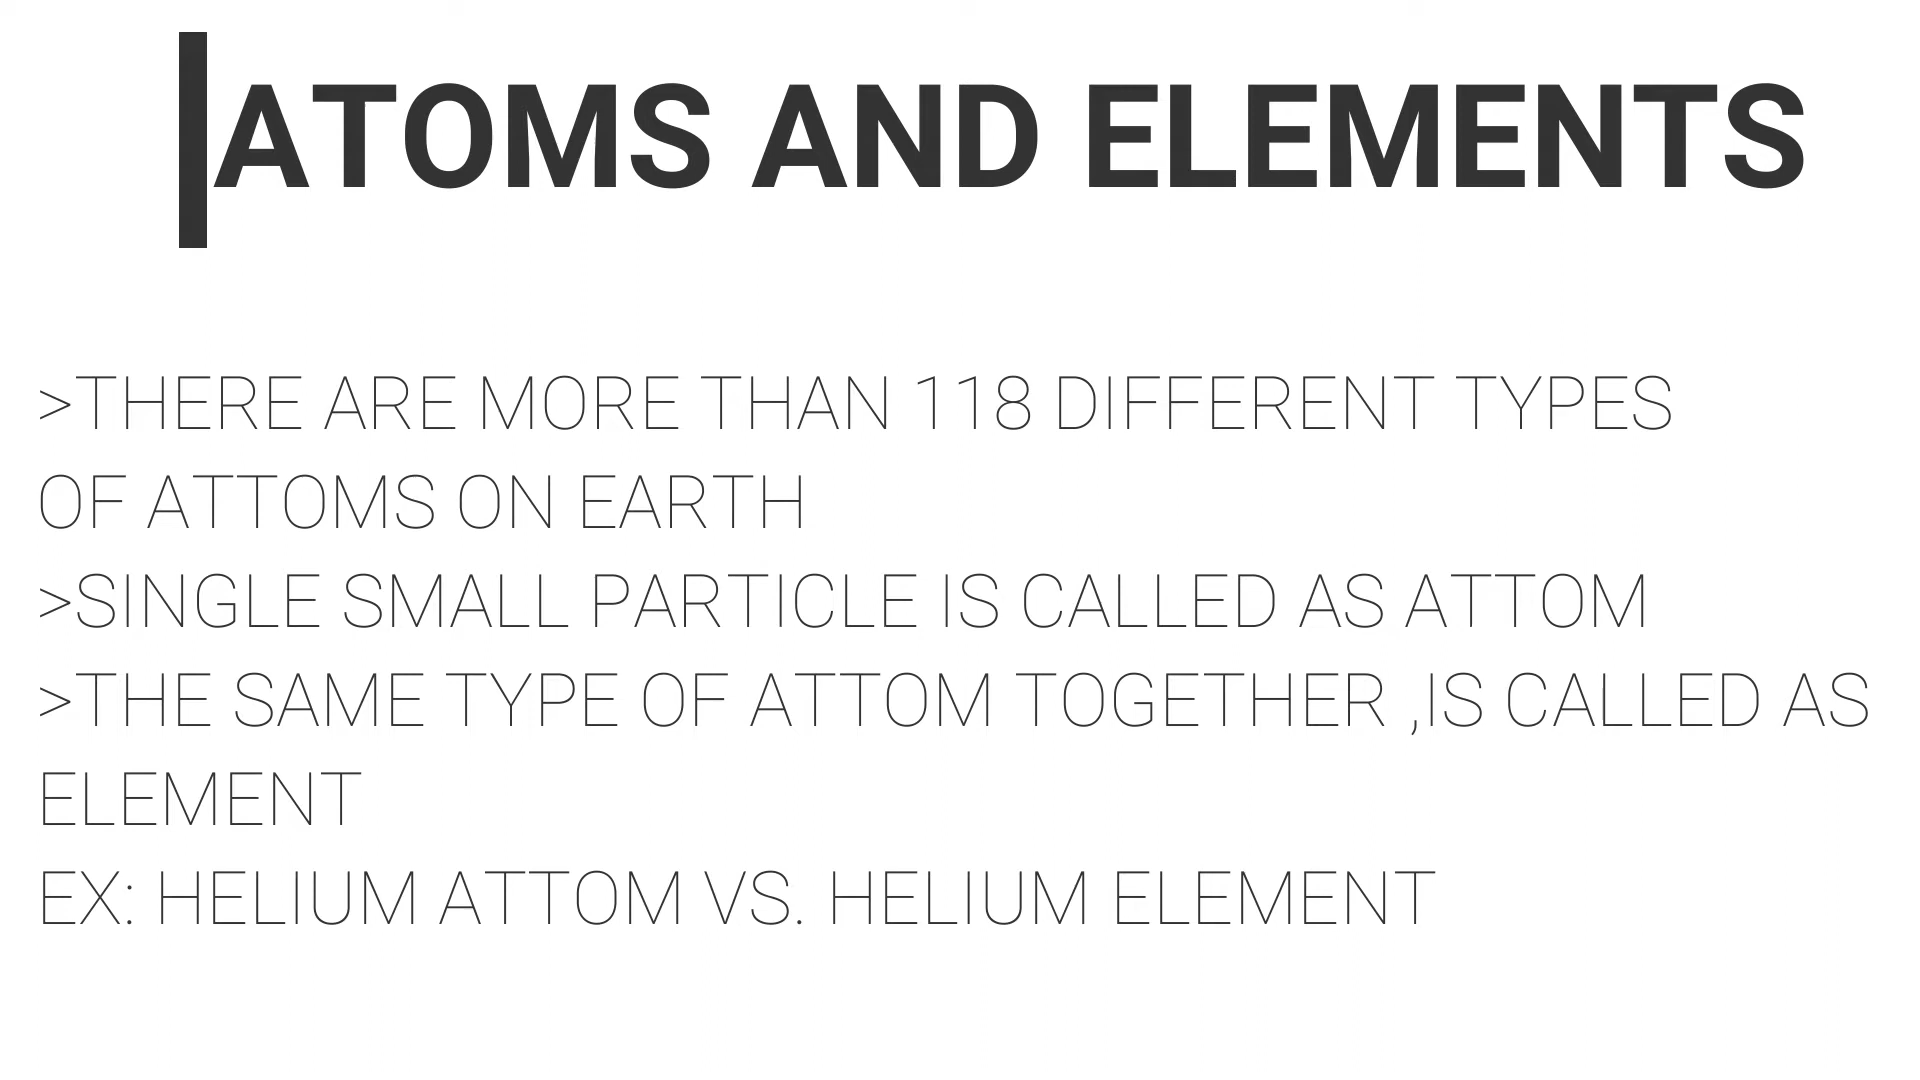 ATOMS AND ELEMENTS
>THERE ARE MORE THAN 118 DIFFERENT TYPES
OF ATTOMS ON EARTH
>SINGLE SMALL PARTICLE IS CALLED AS ATTOM
>THE SAME TYPE OF ATTOM TOGETHER ,IS CALLED AS
ELEMENT
EX: HELIUM ATTOM VS. HELIUM ELEMENT